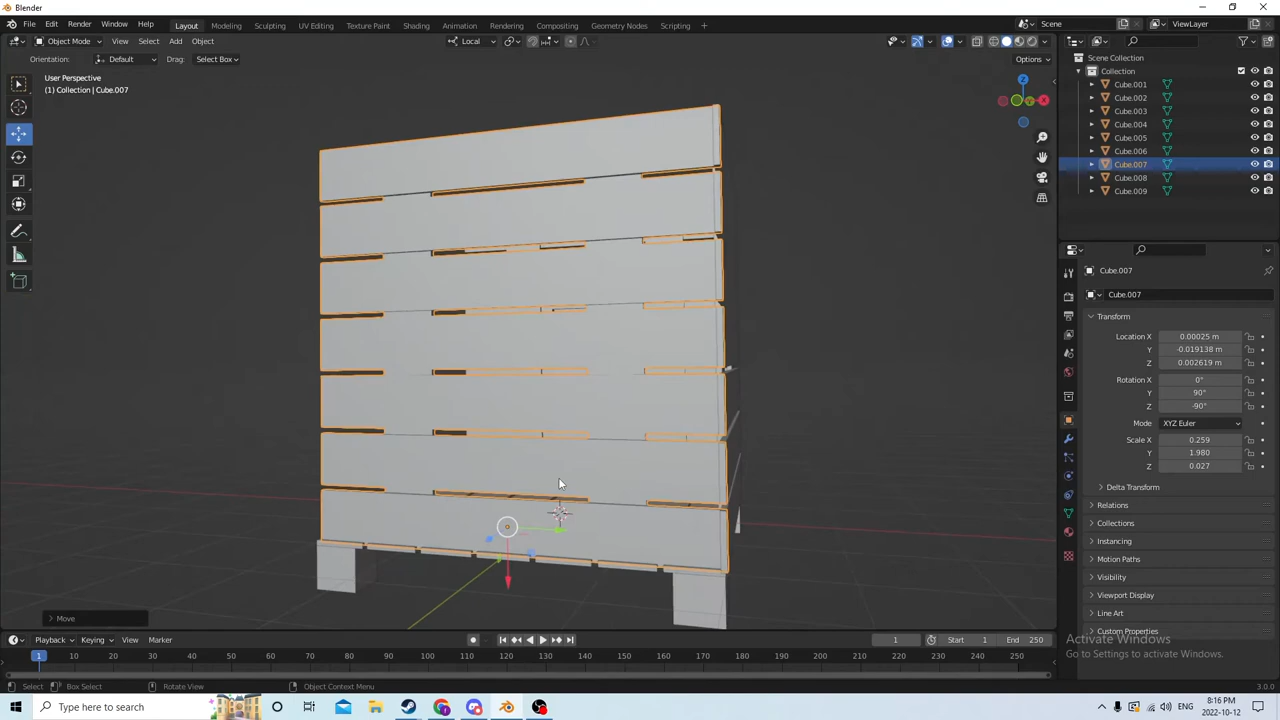 Blender
File Edit Render Window Help Layout Modeling Sculpting UV Editing Texture Paint Shading Animation Rendering Compositing Geometry Nodes Scripting + Scene ViewLayer
Object Mode View Select Add Object Local
Orientation: Default Drag: Select Box Options
User Perspective
(1) Collection | Cube.007
Scene Collection
Collection
Cube.001
Cube.002
Cube.003
Cube.004
Cube.005
Cube.006
Cube.007
Cube.008
Cube.009
Z
X
Cube.007
Cube.007
Transform
Location X 0.00025 m
Y -0.019138 m
Z 0.002619 m
Rotation X 0°
Y 90°
Z -90°
Mode XYZ Euler
Scale X 0.259
Y 1.980
Z 0.027
Delta Transform
Relations
Collections
Instancing
Motion Paths
Visibility
Viewport Display
Line Art
Custom Properties
Activate Windows
Go to Settings to activate Windows.
Move
Playback Keying View Marker 1 Start 1 End 250
1 10 20 30 40 50 60 70 80 90 100 110 120 130 140 150 160 170 180 190 200 210 220 230 240 250
Select Box Select Rotate View Object Context Menu 3.0.0
Type here to search ENG 8:16 PM
2022-10-12